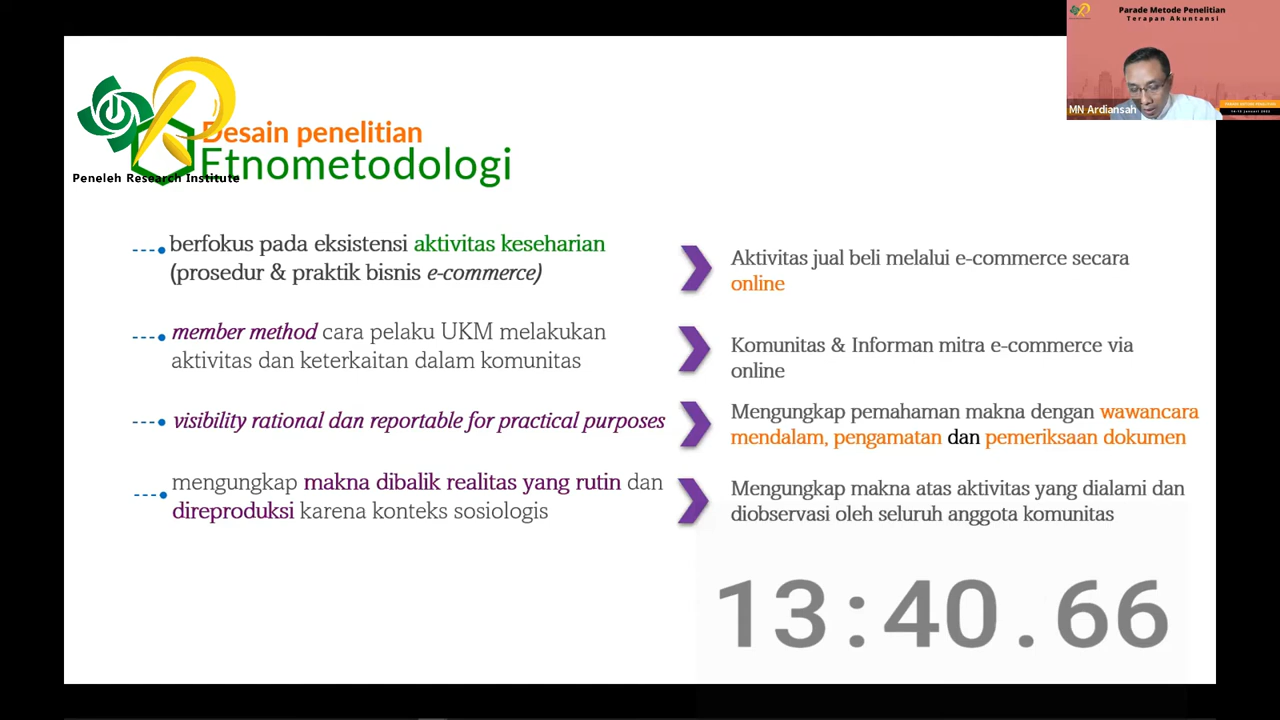 Parade Metode Penelitian
Terapan Akuntansi
MN Ardiansah
Desain penelitian
Etnometodologi
Peneleh Research Institute
berfokus pada eksistensi aktivitas keseharian
(prosedur & praktik bisnis e-commerce)
Aktivitas jual beli melalui e-commerce secara
online
member method cara pelaku UKM melakukan
aktivitas dan keterkaitan dalam komunitas
Komunitas & Informan mitra e-commerce via
online
visibility rational dan reportable for practical purposes
Mengungkap pemahaman makna dengan wawancara
mendalam, pengamatan dan pemeriksaan dokumen
mengungkap makna dibalik realitas yang rutin dan
direproduksi karena konteks sosiologis
Mengungkap makna atas aktivitas yang dialami dan
diobservasi oleh seluruh anggota komunitas
13:40.66